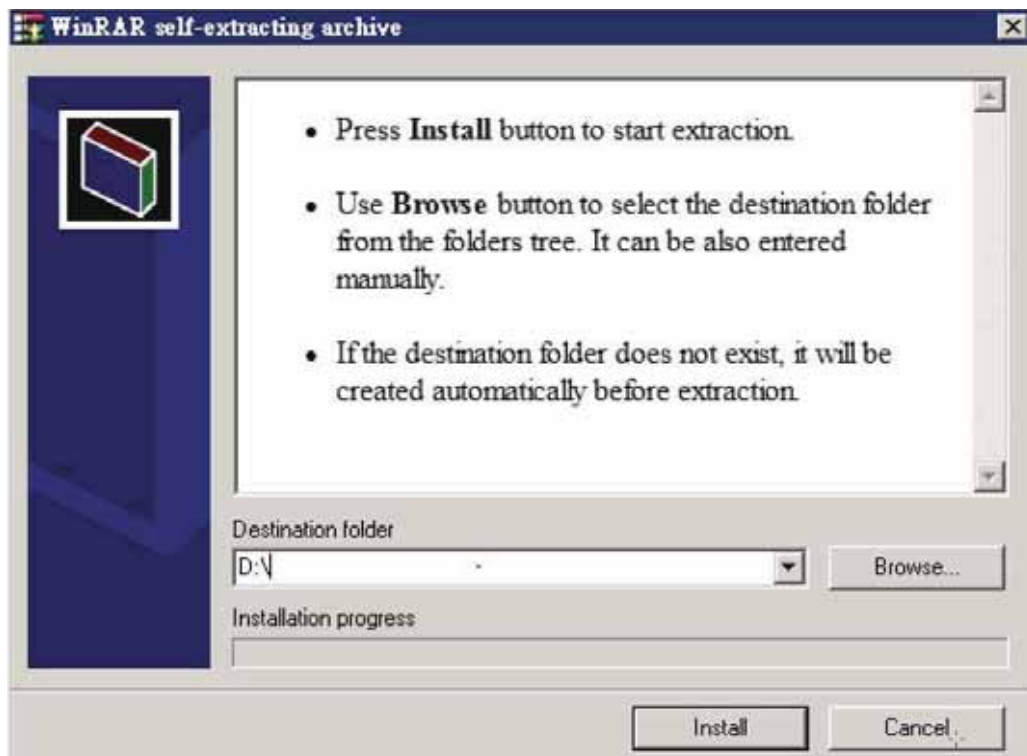 WinRAR self-extracting archive
• Press Install button to start extraction.
• Use Browse button to select the destination folder
from the folders tree. It can be also entered
manually.
• If the destination folder does not exist, it will be
created automatically before extraction.
Destination folder
D:\
Browse...
Installation progress
Install
Cancel